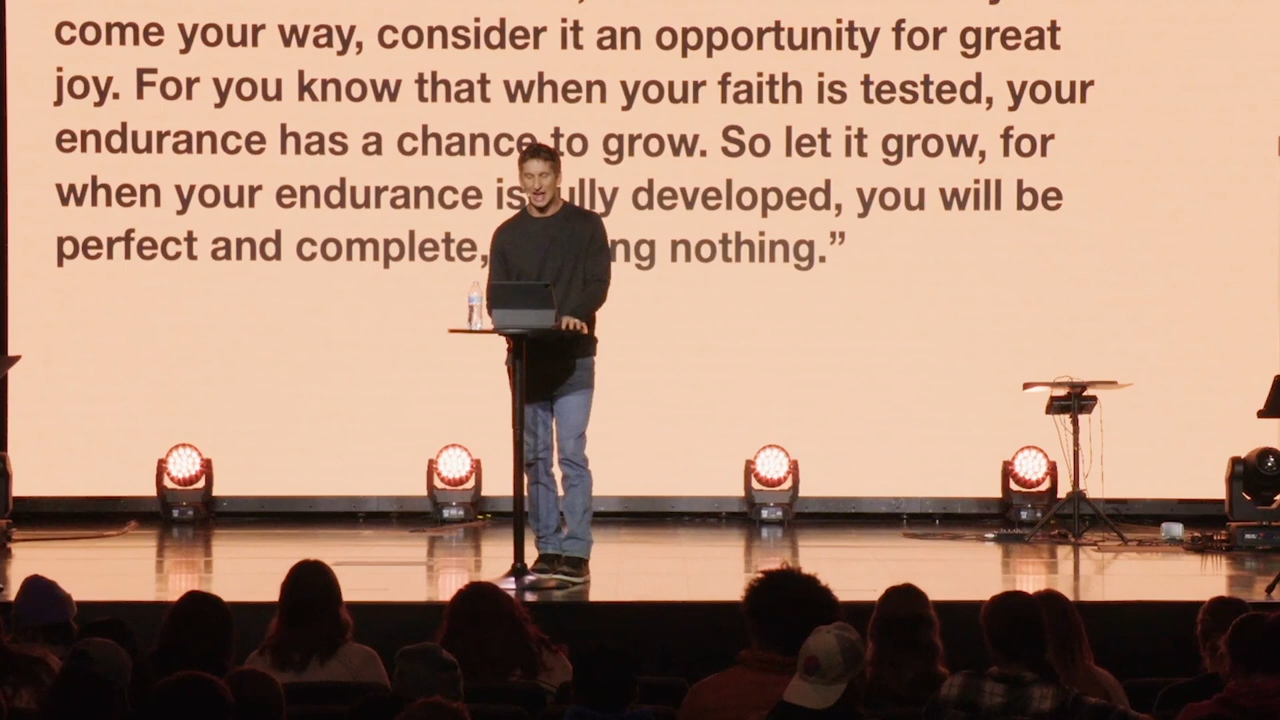 come your way, consider it an opportunity for great
joy. For you know that when your faith is tested, your
endurance has a chance to grow. So let it grow, for
when your endurance is fully developed, you will be
perfect and complete, nothing.”